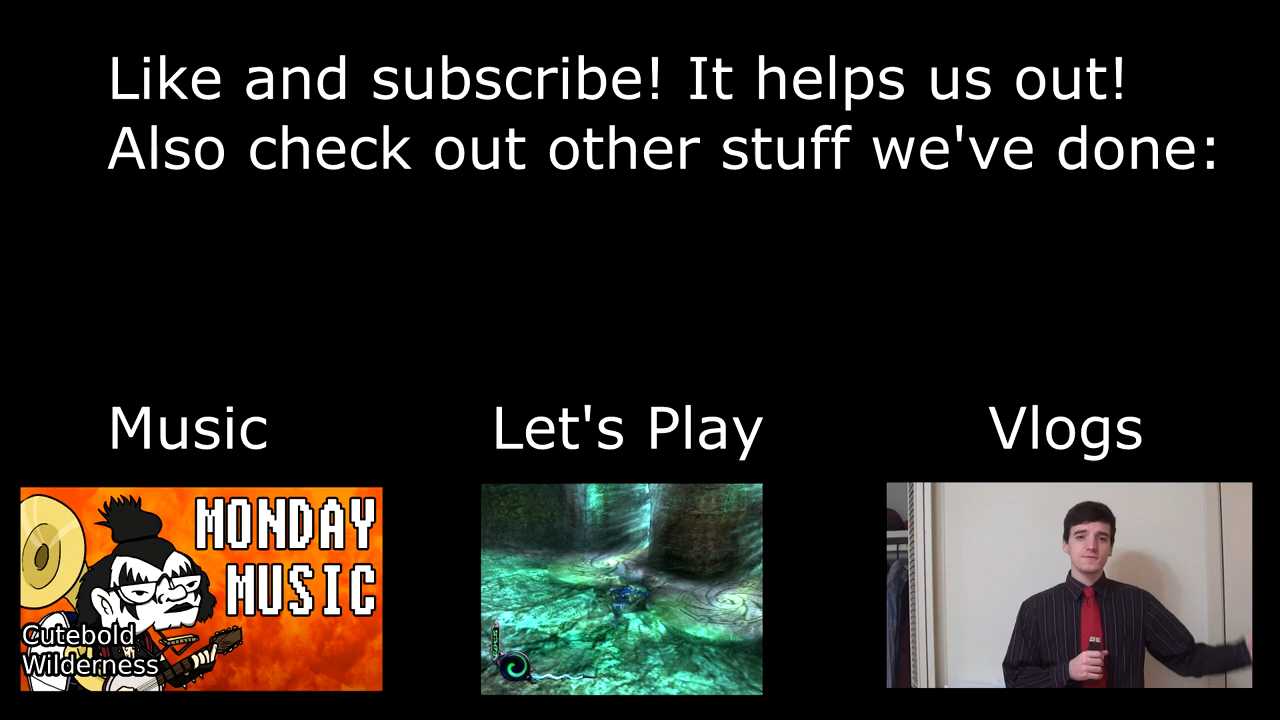 Like and subscribe! It helps us out!
Also check out other stuff we've done:
Music
Let's Play
Vlogs
MONDAY
MUSIC
Cutebold
Wilderness